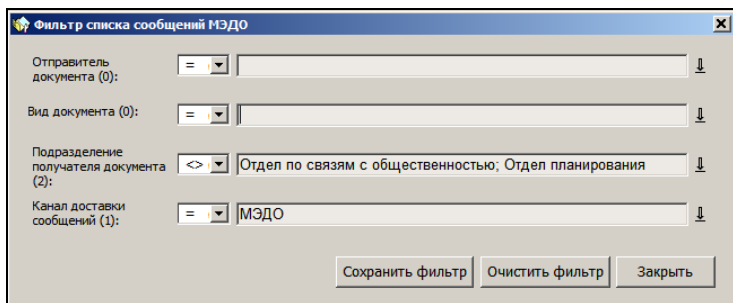 Фильтр списка сообщений МЭДО
Отправитель
документа (0):
=
Вид документа (0):
=
Подразделение
получателя документа
(2):
<>
Отдел по связям с общественностью; Отдел планирования
Канал доставки
сообщений (1):
=
МЭДО
Сохранить фильтр
Очистить фильтр
Закрыть